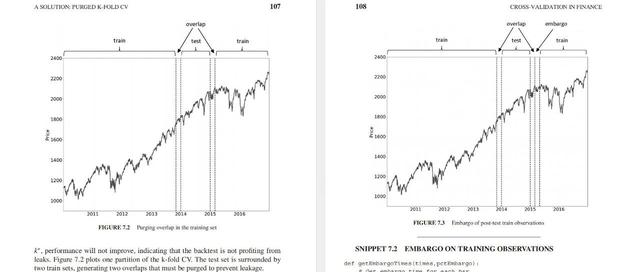 A SOLUTION: PURGED K-FOLD CV 107
overlap
train test train
2400
2200
2000
1800
1600
1400
1200
1000
Price
2011 2012 2013 2014 2015 2016
FIGURE 7.2 Purging overlap in the training set
k*, performance will not improve, indicating that the backtest is not profiting from
leaks. Figure 7.2 plots one partition of the k-fold CV. The test set is surrounded by
two train sets, generating two overlaps that must be purged to prevent leakage.
108 CROSS-VALIDATION IN FINANCE
overlap embargo
train test train
2400
2200
2000
1800
1600
1400
1200
1000
Price
2011 2012 2013 2014 2015 2016
FIGURE 7.3 Embargo of post-test train observations
SNIPPET 7.2 EMBARGO ON TRAINING OBSERVATIONS
def getEmbargoTimes(times,pctEmbargo):
# Get embargo time for each bar